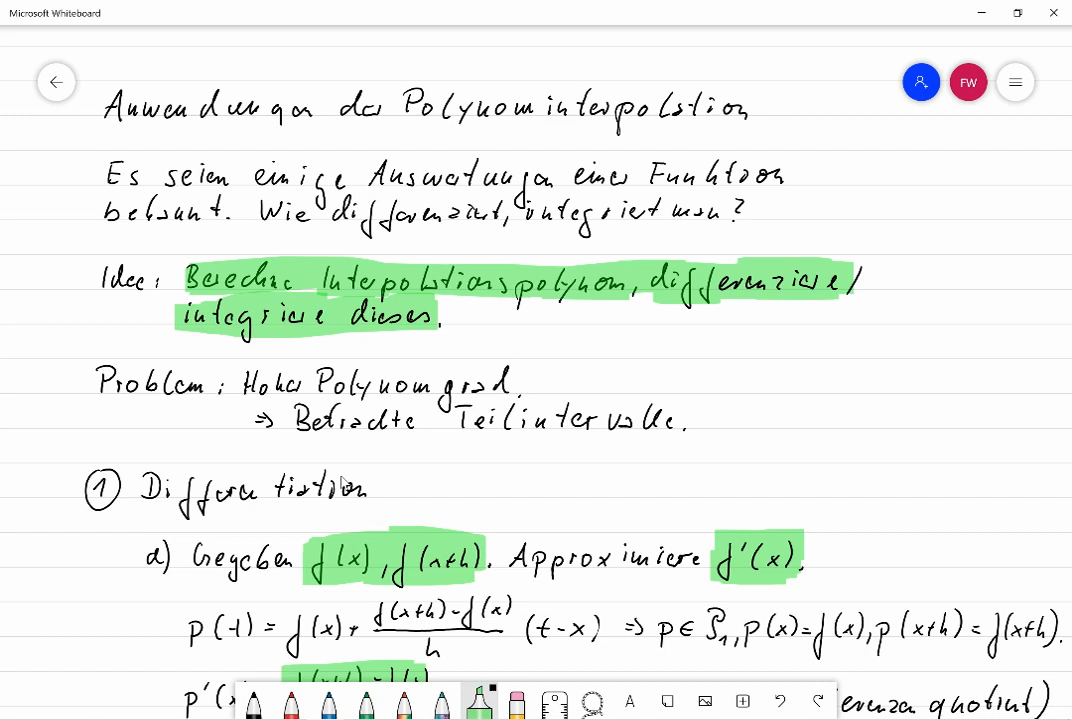 Microsoft Whiteboard
FW
Anwendungen der Polynominterpolation
Es seien einige Auswertungen einer Funktion
bekannt. Wie differenziert, integriert man?
Idee: Berechne Interpolationspolynom, differenziere/
integriere dieses.
Problem: Hoher Polynomgrad.
⇒ Betrachte Teilintervalle.
① Differentiation
a) Gegeben f(x), f(x+h). Approximiere f'(x).
p(t) = f(x) + (f(x+h) - f(x))/h (t-x) ⇒ p ∈ P₁, p(x) = f(x), p(x+h) = f(x+h).
p'(x
A